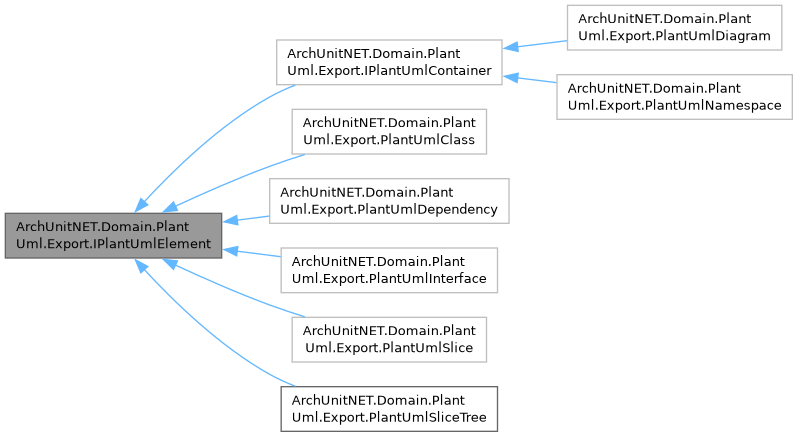 ArchUnitNET.Domain.Plant
Uml.Export.IPlantUmlElement
ArchUnitNET.Domain.Plant
Uml.Export.IPlantUmlContainer
ArchUnitNET.Domain.Plant
Uml.Export.PlantUmlDiagram
ArchUnitNET.Domain.Plant
Uml.Export.PlantUmlNamespace
ArchUnitNET.Domain.Plant
Uml.Export.PlantUmlClass
ArchUnitNET.Domain.Plant
Uml.Export.PlantUmlDependency
ArchUnitNET.Domain.Plant
Uml.Export.PlantUmlInterface
ArchUnitNET.Domain.Plant
Uml.Export.PlantUmlSlice
ArchUnitNET.Domain.Plant
Uml.Export.PlantUmlSliceTree